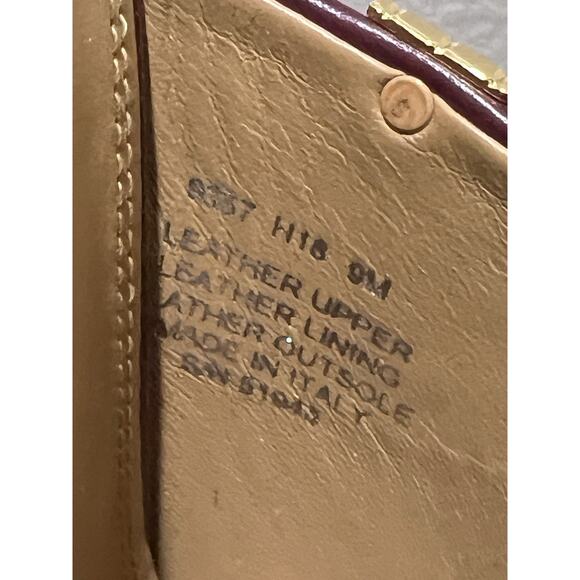 H18 9M
LEATHER UPPER
LEATHER LINING
ATHER OUTSOLE
MADE IN ITALY